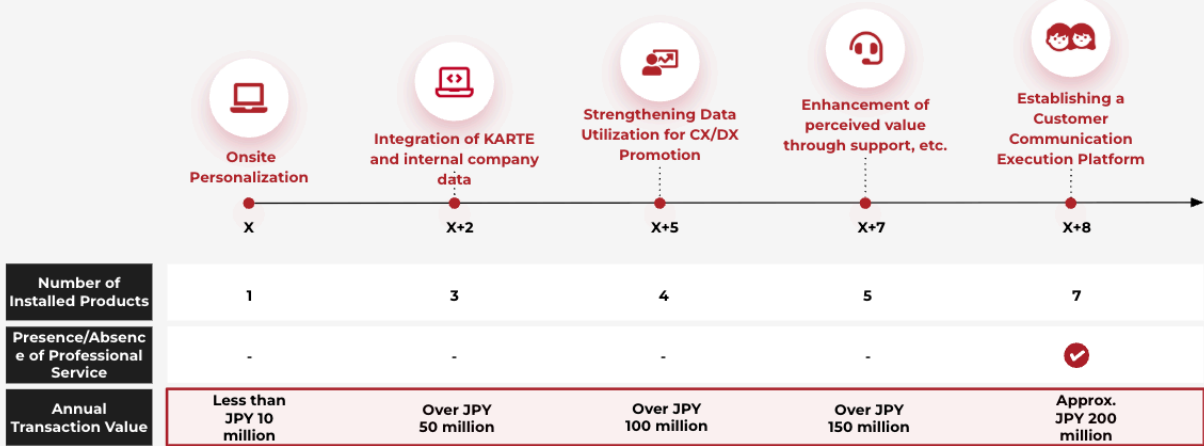 Onsite
Personalization
Integration of KARTE
and internal company
data
Strengthening Data
Utilization for CX/DX
Promotion
Enhancement of
perceived value
through support, etc.
Establishing a
Customer
Communication
Execution Platform
X
X+2
X+5
X+7
X+8
Number of
Installed Products
1
3
4
5
7
Presence/Absenc
e of Professional
Service
-
-
-
-
Annual
Transaction Value
Less than
JPY 10
million
Over JPY
50 million
Over JPY
100 million
Over JPY
150 million
Approx.
JPY 200
million